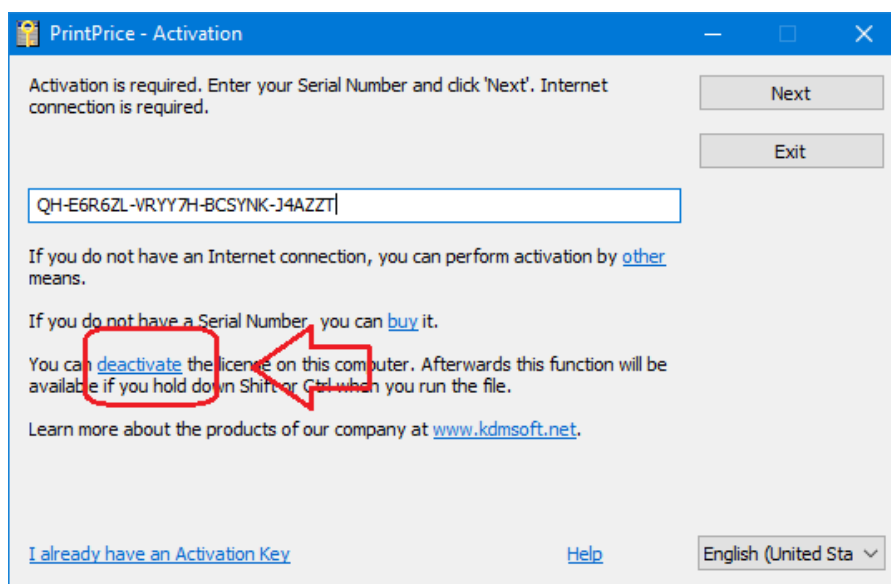 PrintPrice - Activation
Activation is required. Enter your Serial Number and click 'Next'. Internet
connection is required.
Next
Exit
QH-E6R6ZL-VRYY7H-BCSYNK-J4AZZT
If you do not have an Internet connection, you can perform activation by other
means.
If you do not have a Serial Number, you can buy it.
You can deactivate the license on this computer. Afterwards this function will be
available if you hold down Shift or Ctrl when you run the file.
Learn more about the products of our company at www.kdmsoft.net.
I already have an Activation Key
Help
English (United Sta